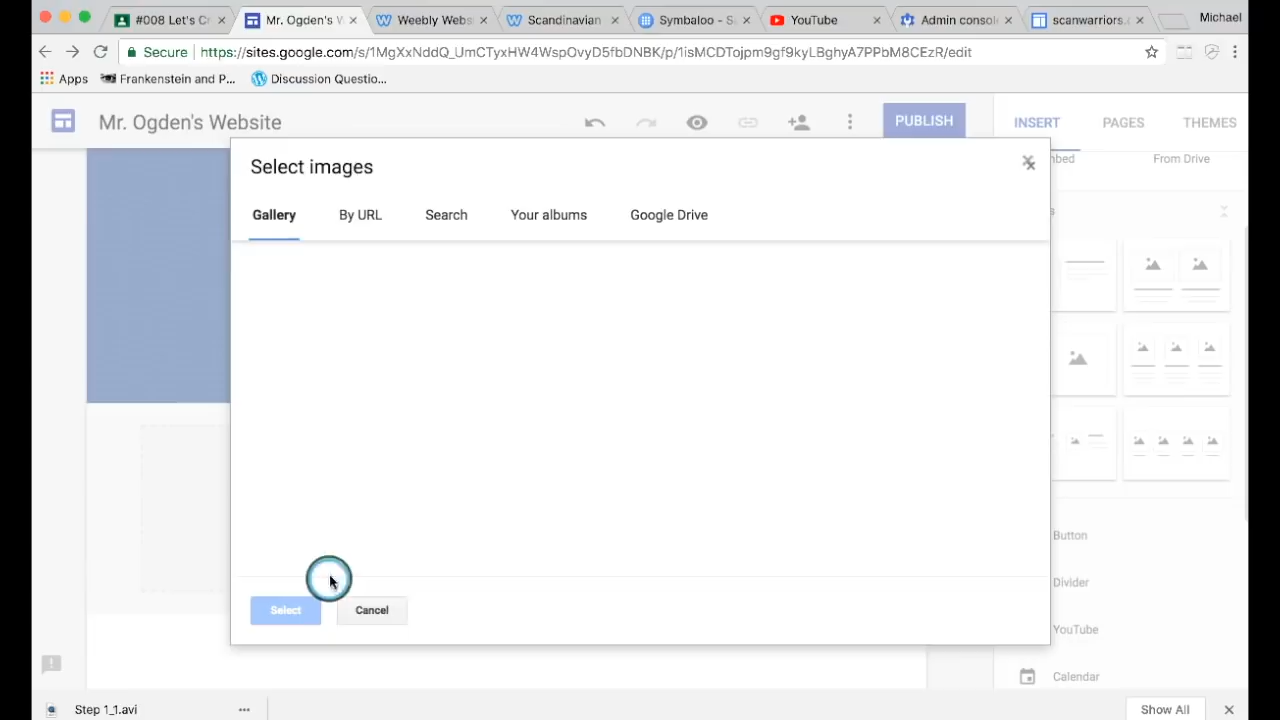 #008 Let's C
Mr. Ogden's W
Weebly Webs
Scandinavian
Symbaloo - S
YouTube
Admin consol
scanwarriors.c
Michael
Secure https://sites.google.com/s/1MgXxNddQ_UmCTyxHW4WspOvyD5fbDNBK/p/1isMCDTojpm9gf9kyLBghyA7PPbM8CEzR/edit
Apps Frankenstein and P... Discussion Questio...
Mr. Ogden's Website
PUBLISH
INSERT PAGES THEMES
Select images
mbed From Drive
Gallery By URL Search Your albums Google Drive
s
Button
Divider
Select Cancel
YouTube
Calendar
Step 1_1.avi
Show All